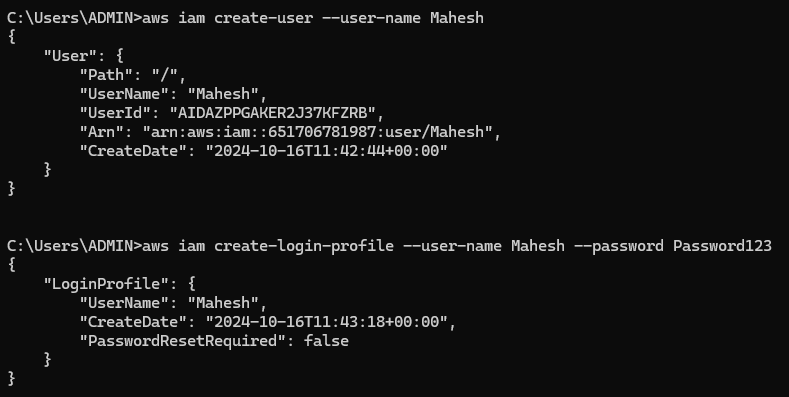 C:\Users\ADMIN>aws iam create-user --user-name Mahesh
{
    "User": {
        "Path": "/",
        "UserName": "Mahesh",
        "UserId": "AIDAZPPGAKER2J37KFZRB",
        "Arn": "arn:aws:iam::651706781987:user/Mahesh",
        "CreateDate": "2024-10-16T11:42:44+00:00"
    }
}
C:\Users\ADMIN>aws iam create-login-profile --user-name Mahesh --password Password123
{
    "LoginProfile": {
        "UserName": "Mahesh",
        "CreateDate": "2024-10-16T11:43:18+00:00",
        "PasswordResetRequired": false
    }
}